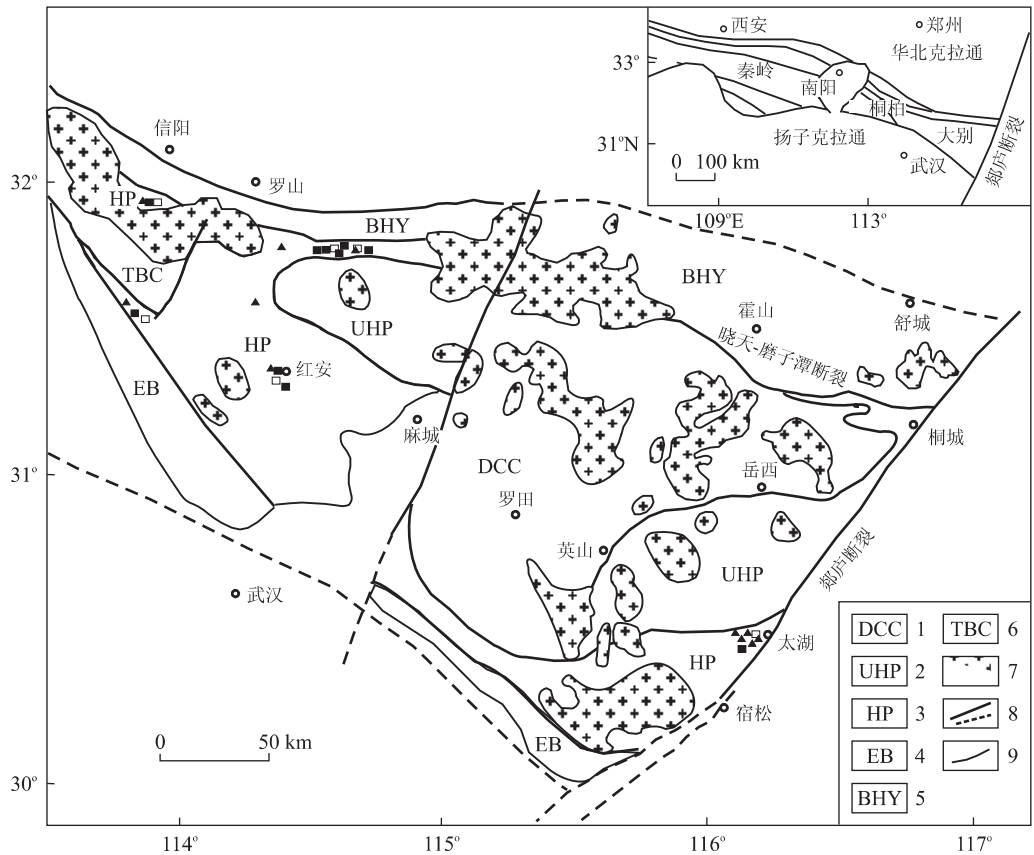 西安
郑州
华北克拉通
33°
秦岭
南阳
桐柏
扬子克拉通
大别
31°N
武汉
郯庐断裂
0 100 km
109°E
113°
信阳
32°
罗山
HP
BHY
TBC
BHY
霍山
舒城
UHP
晓天-磨子潭断裂
HP
红安
EB
麻城
桐城
31°
DCC
岳西
罗田
英山
UHP
郯庐断裂
武汉
太湖
HP
宿松
0 50 km
EB
30°
DCC 1 TBC 6
UHP 2 7
HP 3 8
EB 4 9
BHY 5
114° 115° 116° 117°